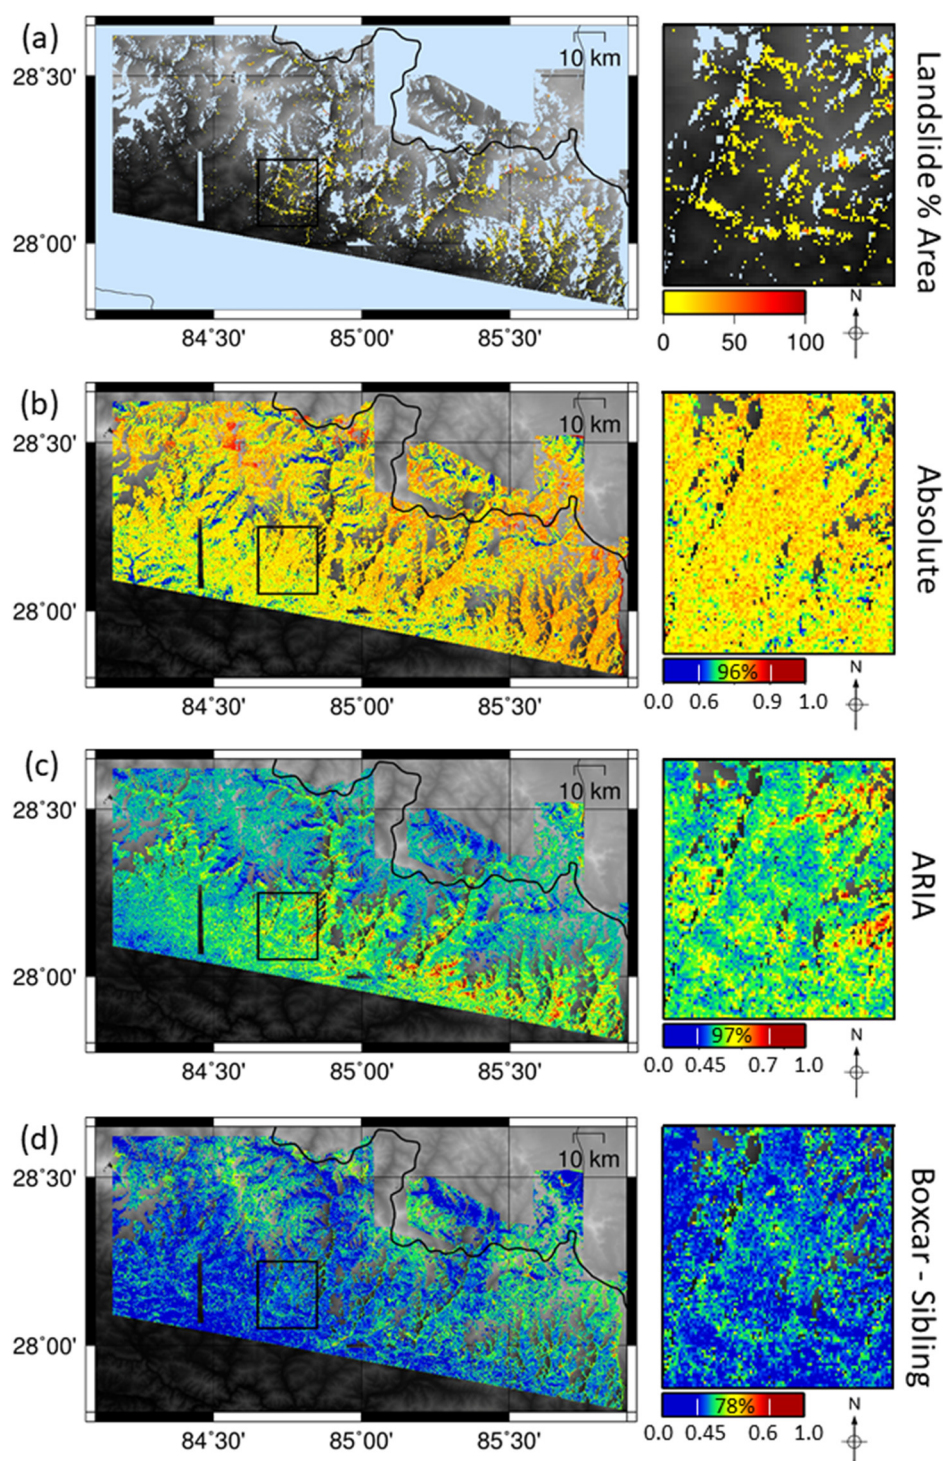 (a)
10 km
28°30'
28°00'
84°30'
85°00'
85°30'
0
50
100
N
Landslide % Area
(b)
10 km
28°30'
28°00'
84°30'
85°00'
85°30'
96%
0.0
0.6
0.9
1.0
N
Absolute
(c)
10 km
28°30'
28°00'
84°30'
85°00'
85°30'
97%
0.0
0.45
0.7
1.0
N
ARIA
(d)
10 km
28°30'
28°00'
84°30'
85°00'
85°30'
78%
0.0
0.45
0.6
1.0
N
Boxcar - Sibling